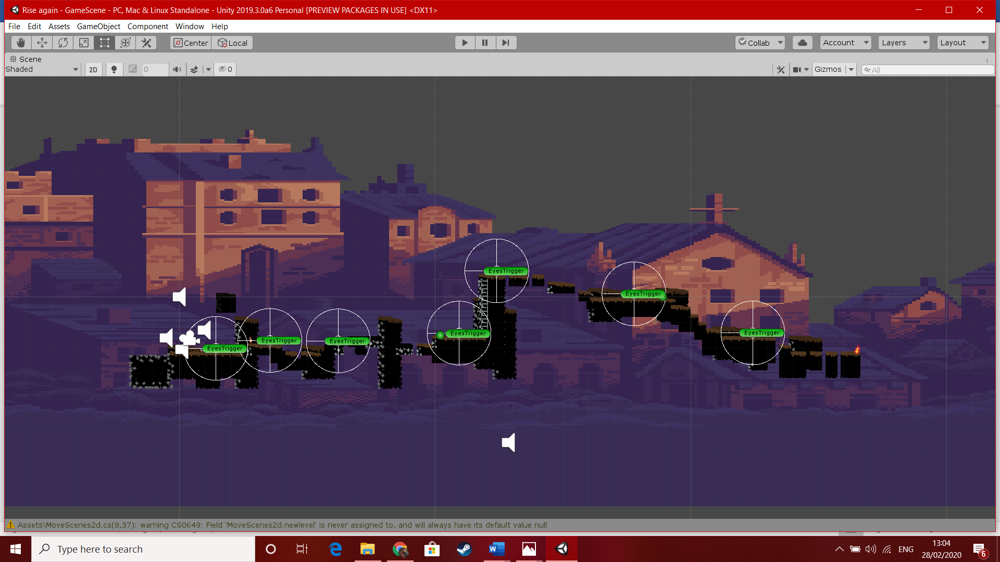 Rise again - GameScene - PC, Mac & Linux Standalone - Unity 2019.3.0a6 Personal [PREVIEW PACKAGES IN USE] <DX11>
File Edit Assets GameObject Component Window Help
Center Local Collab Account Layers Layout
Scene
Shaded 2D 0 0 Gizmos All
EyesTrigger
EyesTrigger
EyesTrigger
EyesTrigger
EyesTrigger
EyesTrigger
EyesTrigger
Assets\MoveScenes2d.cs(8,37): warning CS0649: Field 'MoveScenes2d.newlevel' is never assigned to, and will always have its default value null
Type here to search
ENG
13:04
28/02/2020
6